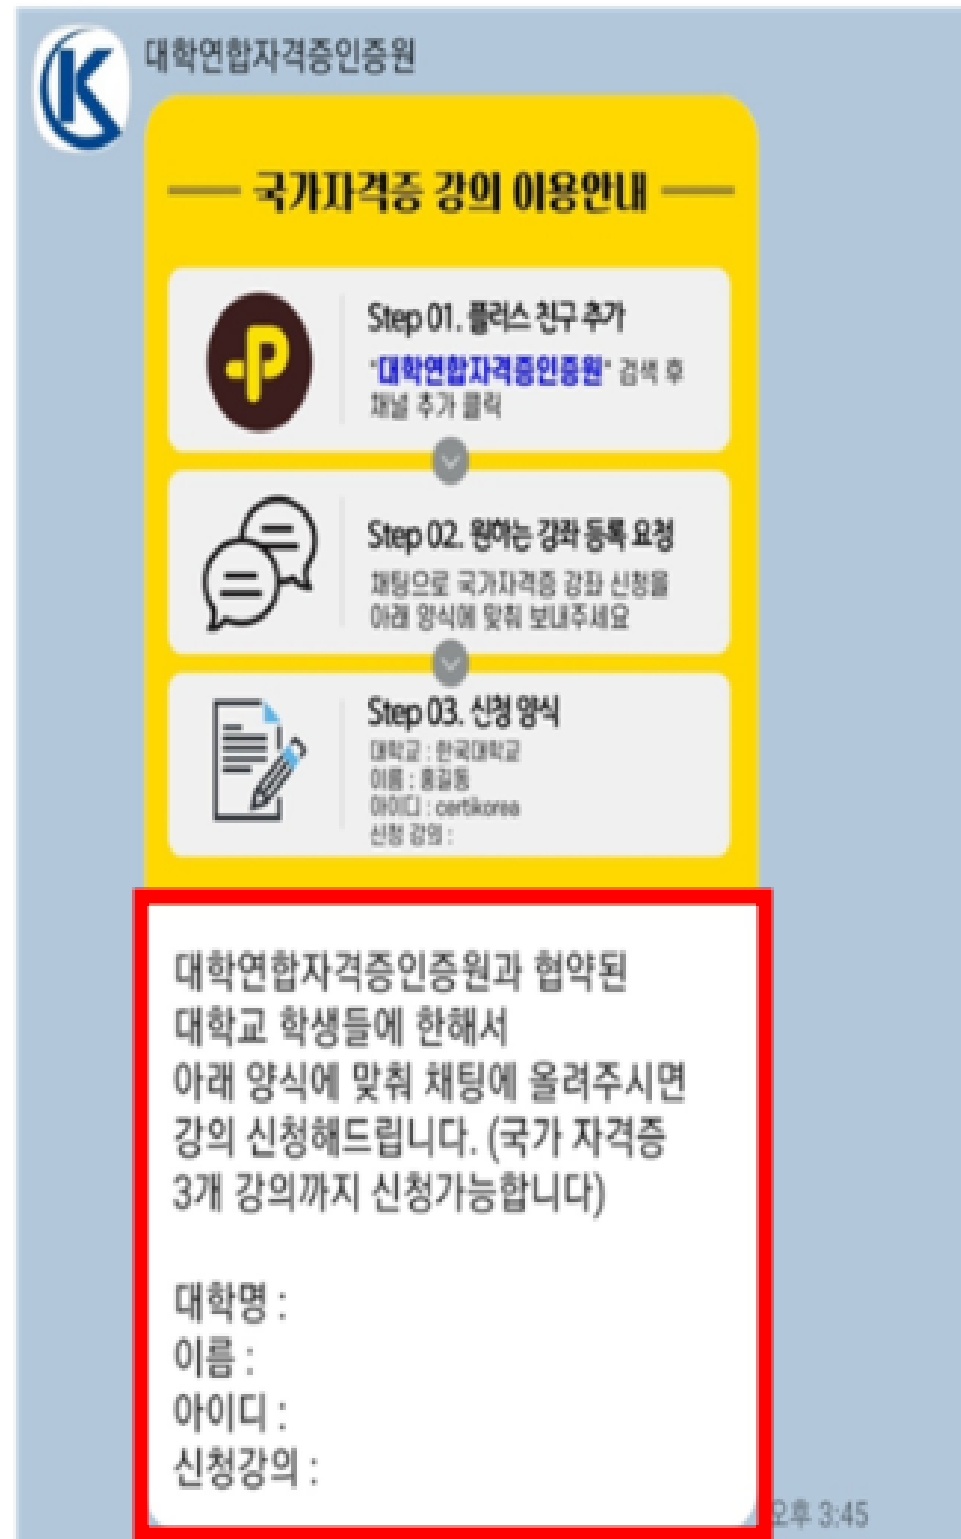 대학연합자격증인증원
국가자격증 강의 이용안내
Step 01. 플러스 친구 추가
"대학연합자격증인증원" 검색 후
채널 추가 클릭
Step 02. 원하는 강좌 등록 요청
채팅으로 국가자격증 강좌 신청을
아래 양식에 맞춰 보내주세요
Step 03. 신청 양식
대학교 : 한국대학교
이름 : 홍길동
아이디 : certikorea
신청 강의 :
대학연합자격증인증원과 협약된
대학교 학생들에 한해서
아래 양식에 맞춰 채팅에 올려주시면
강의 신청해드립니다. (국가 자격증
3개 강의까지 신청가능합니다)
대학명 :
이름 :
아이디 :
신청강의 :
오후 3:45